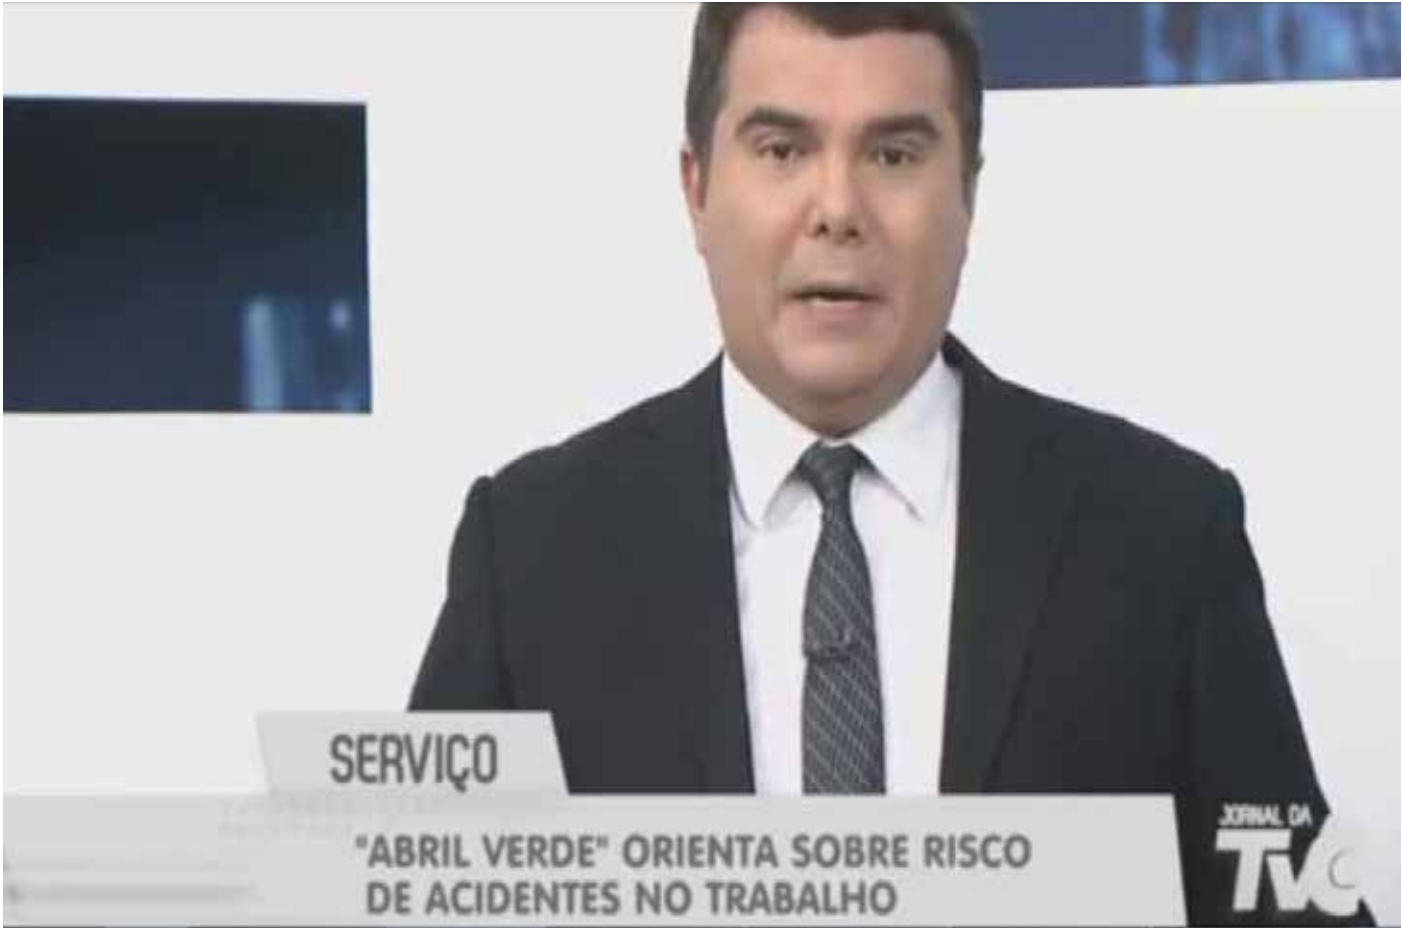 SERVIÇO
"ABRIL VERDE" ORIENTA SOBRE RISCO
DE ACIDENTES NO TRABALHO
JORNAL DA
TVC